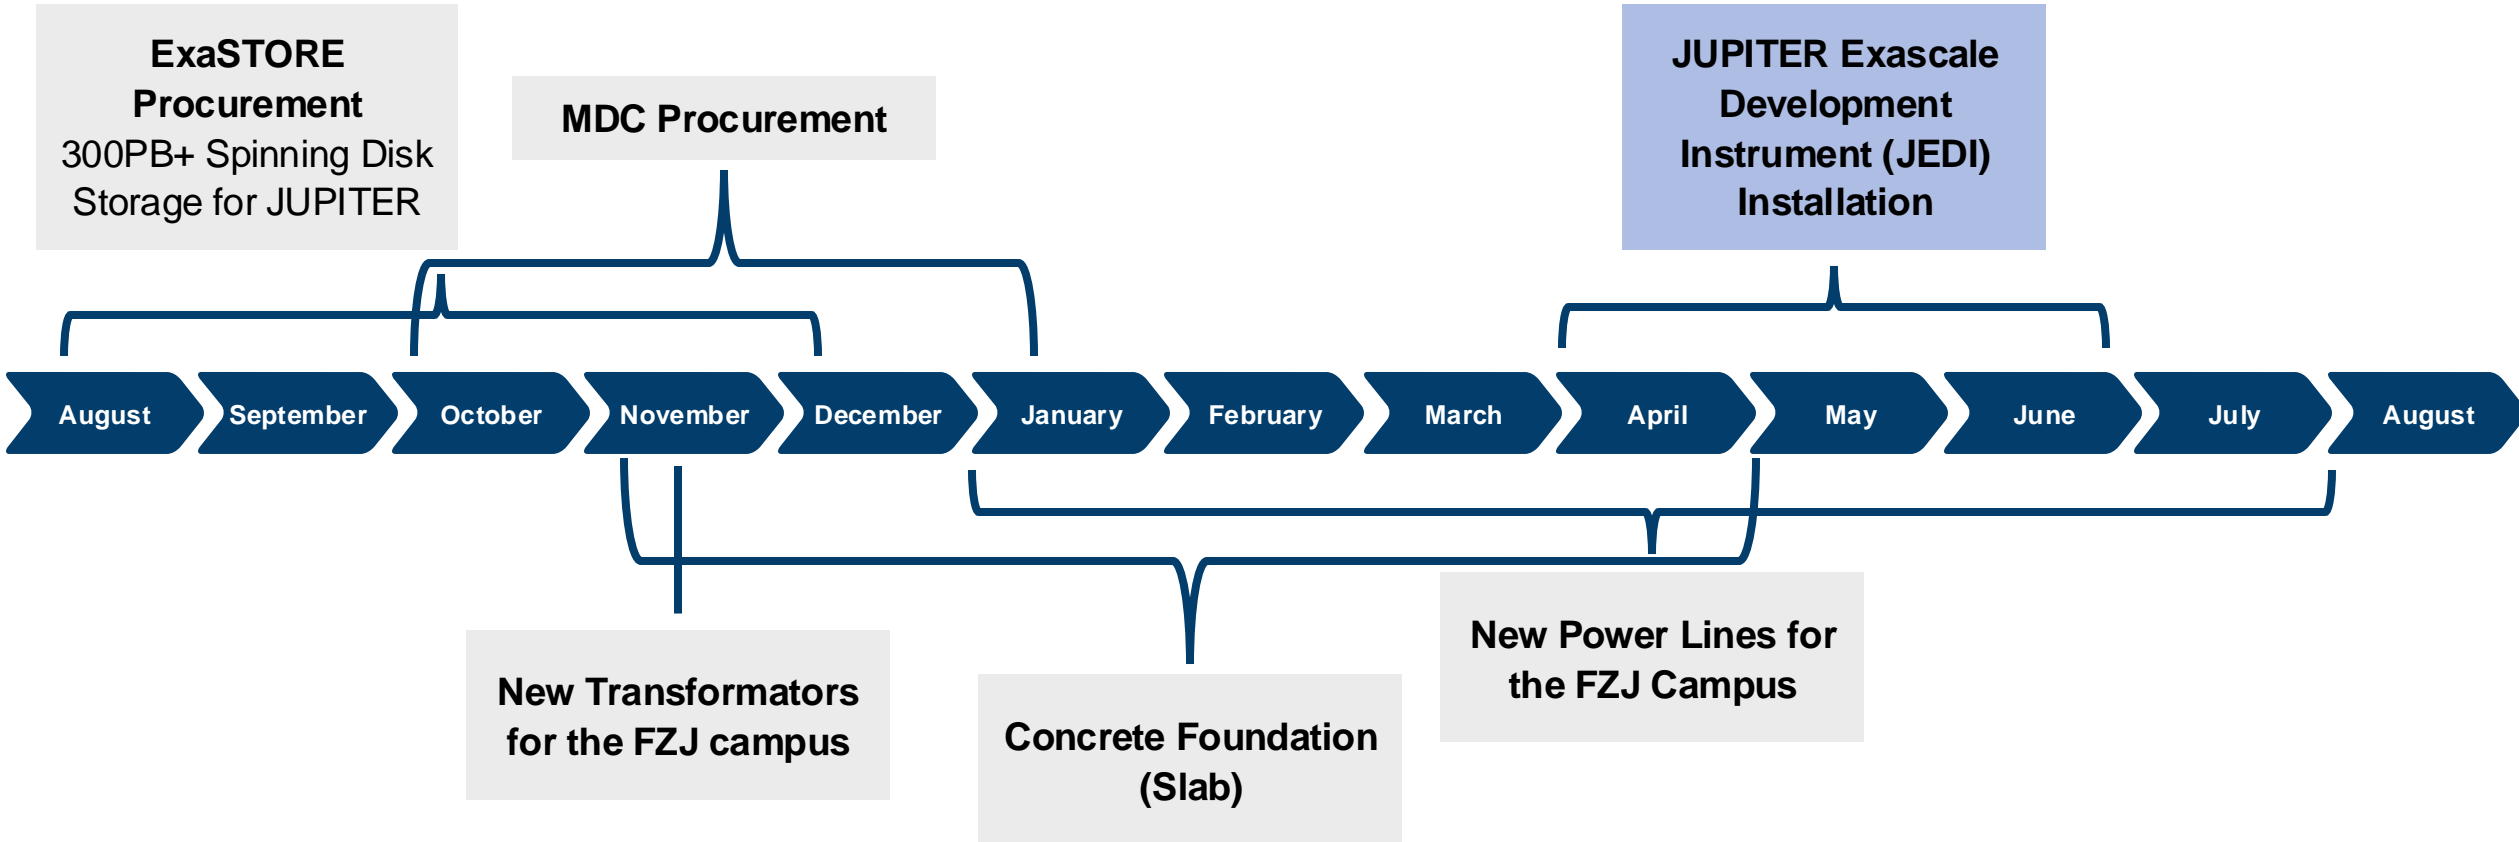 ExaSTORE
Procurement
300PB+ Spinning Disk
Storage for JUPITER
MDC Procurement
JUPITER Exascale
Development
Instrument (JEDI)
Installation
August
September
October
November
December
January
February
March
April
May
June
July
August
New Transformators
for the FZJ campus
Concrete Foundation
(Slab)
New Power Lines for
the FZJ Campus